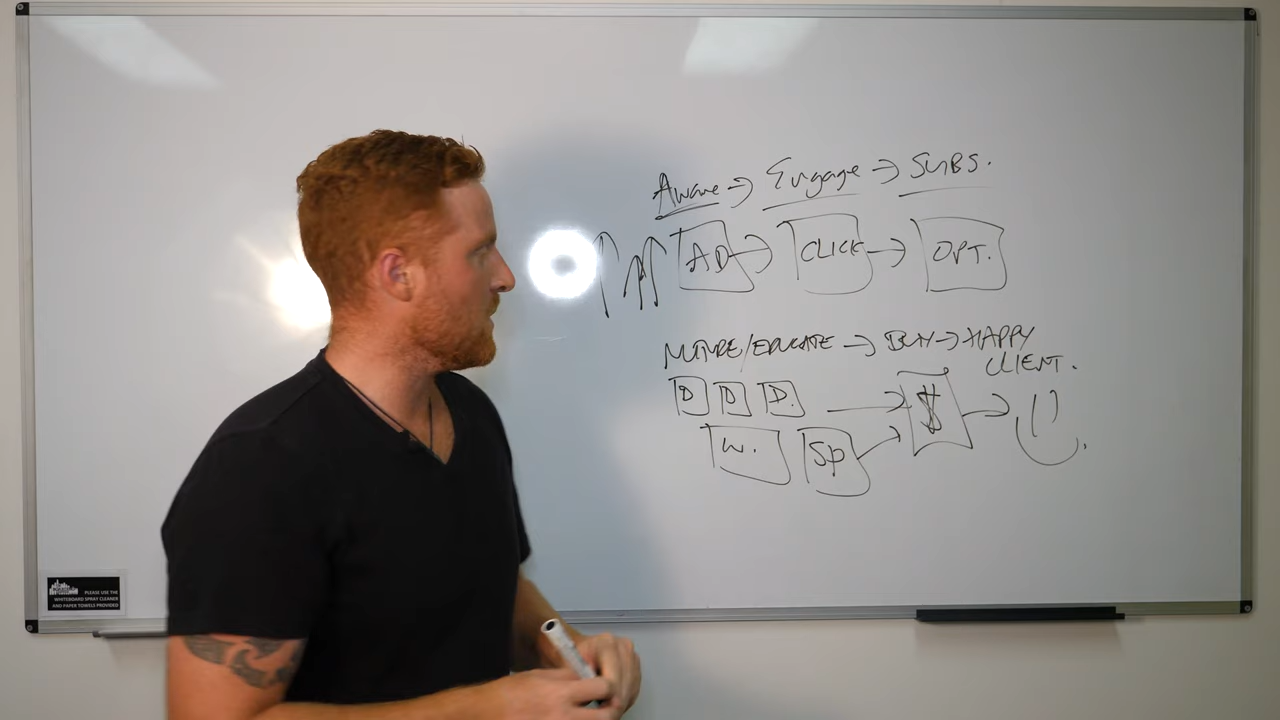 Aware → Engage → SUBS.
AD → CLICK → OPT.
NUTURE/EDUCATE → BUY → HAPPY
CLIENT.
D D D.
$
W. Sp
PLEASE USE THE
WHITEBOARD SPRAY CLEANER
AND PAPER TOWELS PROVIDED